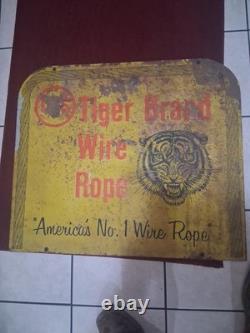 Tiger Brand
Wire
Rope
"America's No. 1 Wire Rope"
ebay